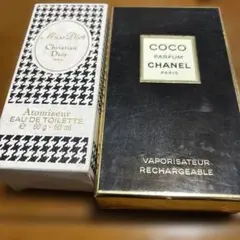 Miss Dior
Christian Dior
Atomiseur
EAU DE TOILETTE
60 g - 60 ml
COCO
PARFUM
CHANEL
PARIS
VAPORISATEUR
RECHARGEABLE